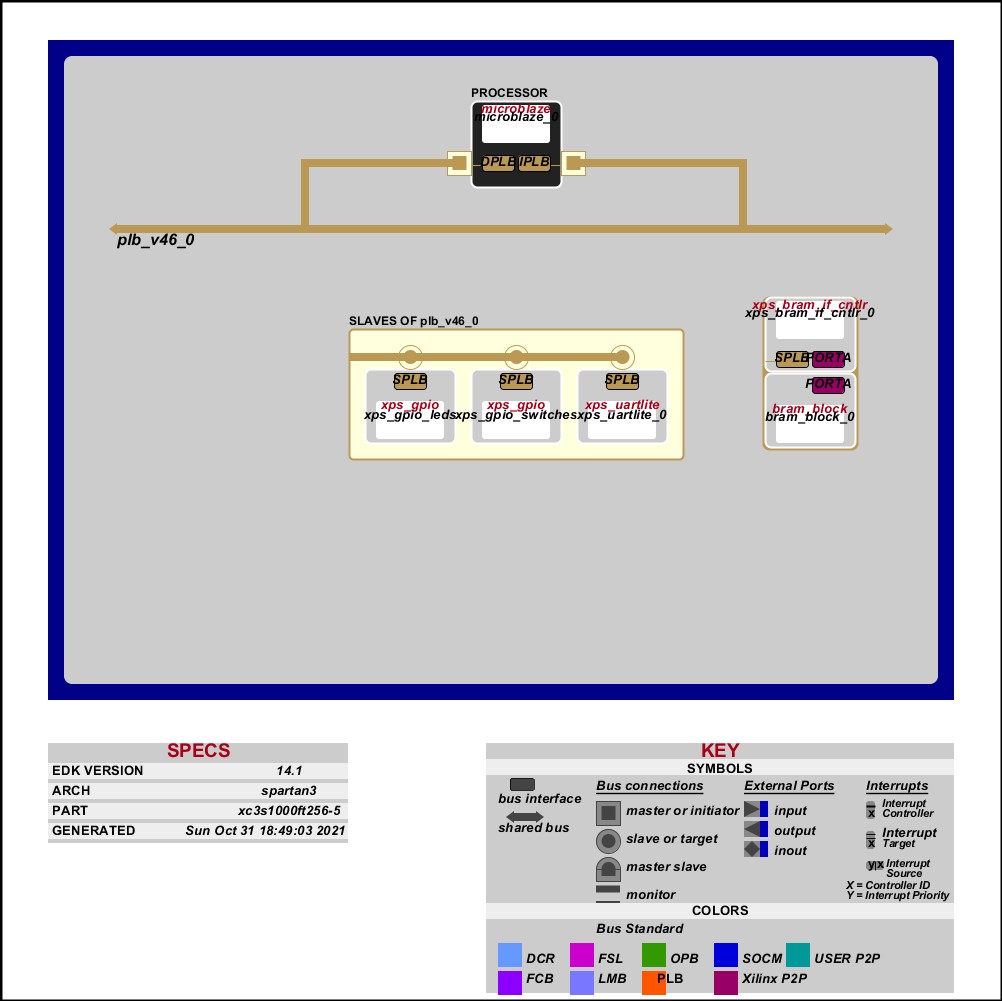 PROCESSOR
microblaze
microblaze_0
DPLB IPLB
plb_v46_0
xps_bram_if_cntlr
xps_bram_if_cntlr_0
SLAVES OF plb_v46_0
SPLB PORTA
SPLB SPLB SPLB
PORTA
xps_gpio xps_gpio xps_uartlite
xps_gpio_leds xps_gpio_switches xps_uartlite_0
bram_block
bram_block_0
SPECS
EDK VERSION 14.1
ARCH spartan3
PART xc3s1000ft256-5
GENERATED Sun Oct 31 18:49:03 2021
KEY
SYMBOLS
bus interface
shared bus
Bus connections
master or initiator
slave or target
master slave
monitor
External Ports
input
output
inout
Interrupts
x Interrupt
Controller
x Interrupt
Target
y x Interrupt
Source
X = Controller ID
Y = Interrupt Priority
COLORS
Bus Standard
DCR FSL OPB SOCM USER P2P
FCB LMB PLB Xilinx P2P